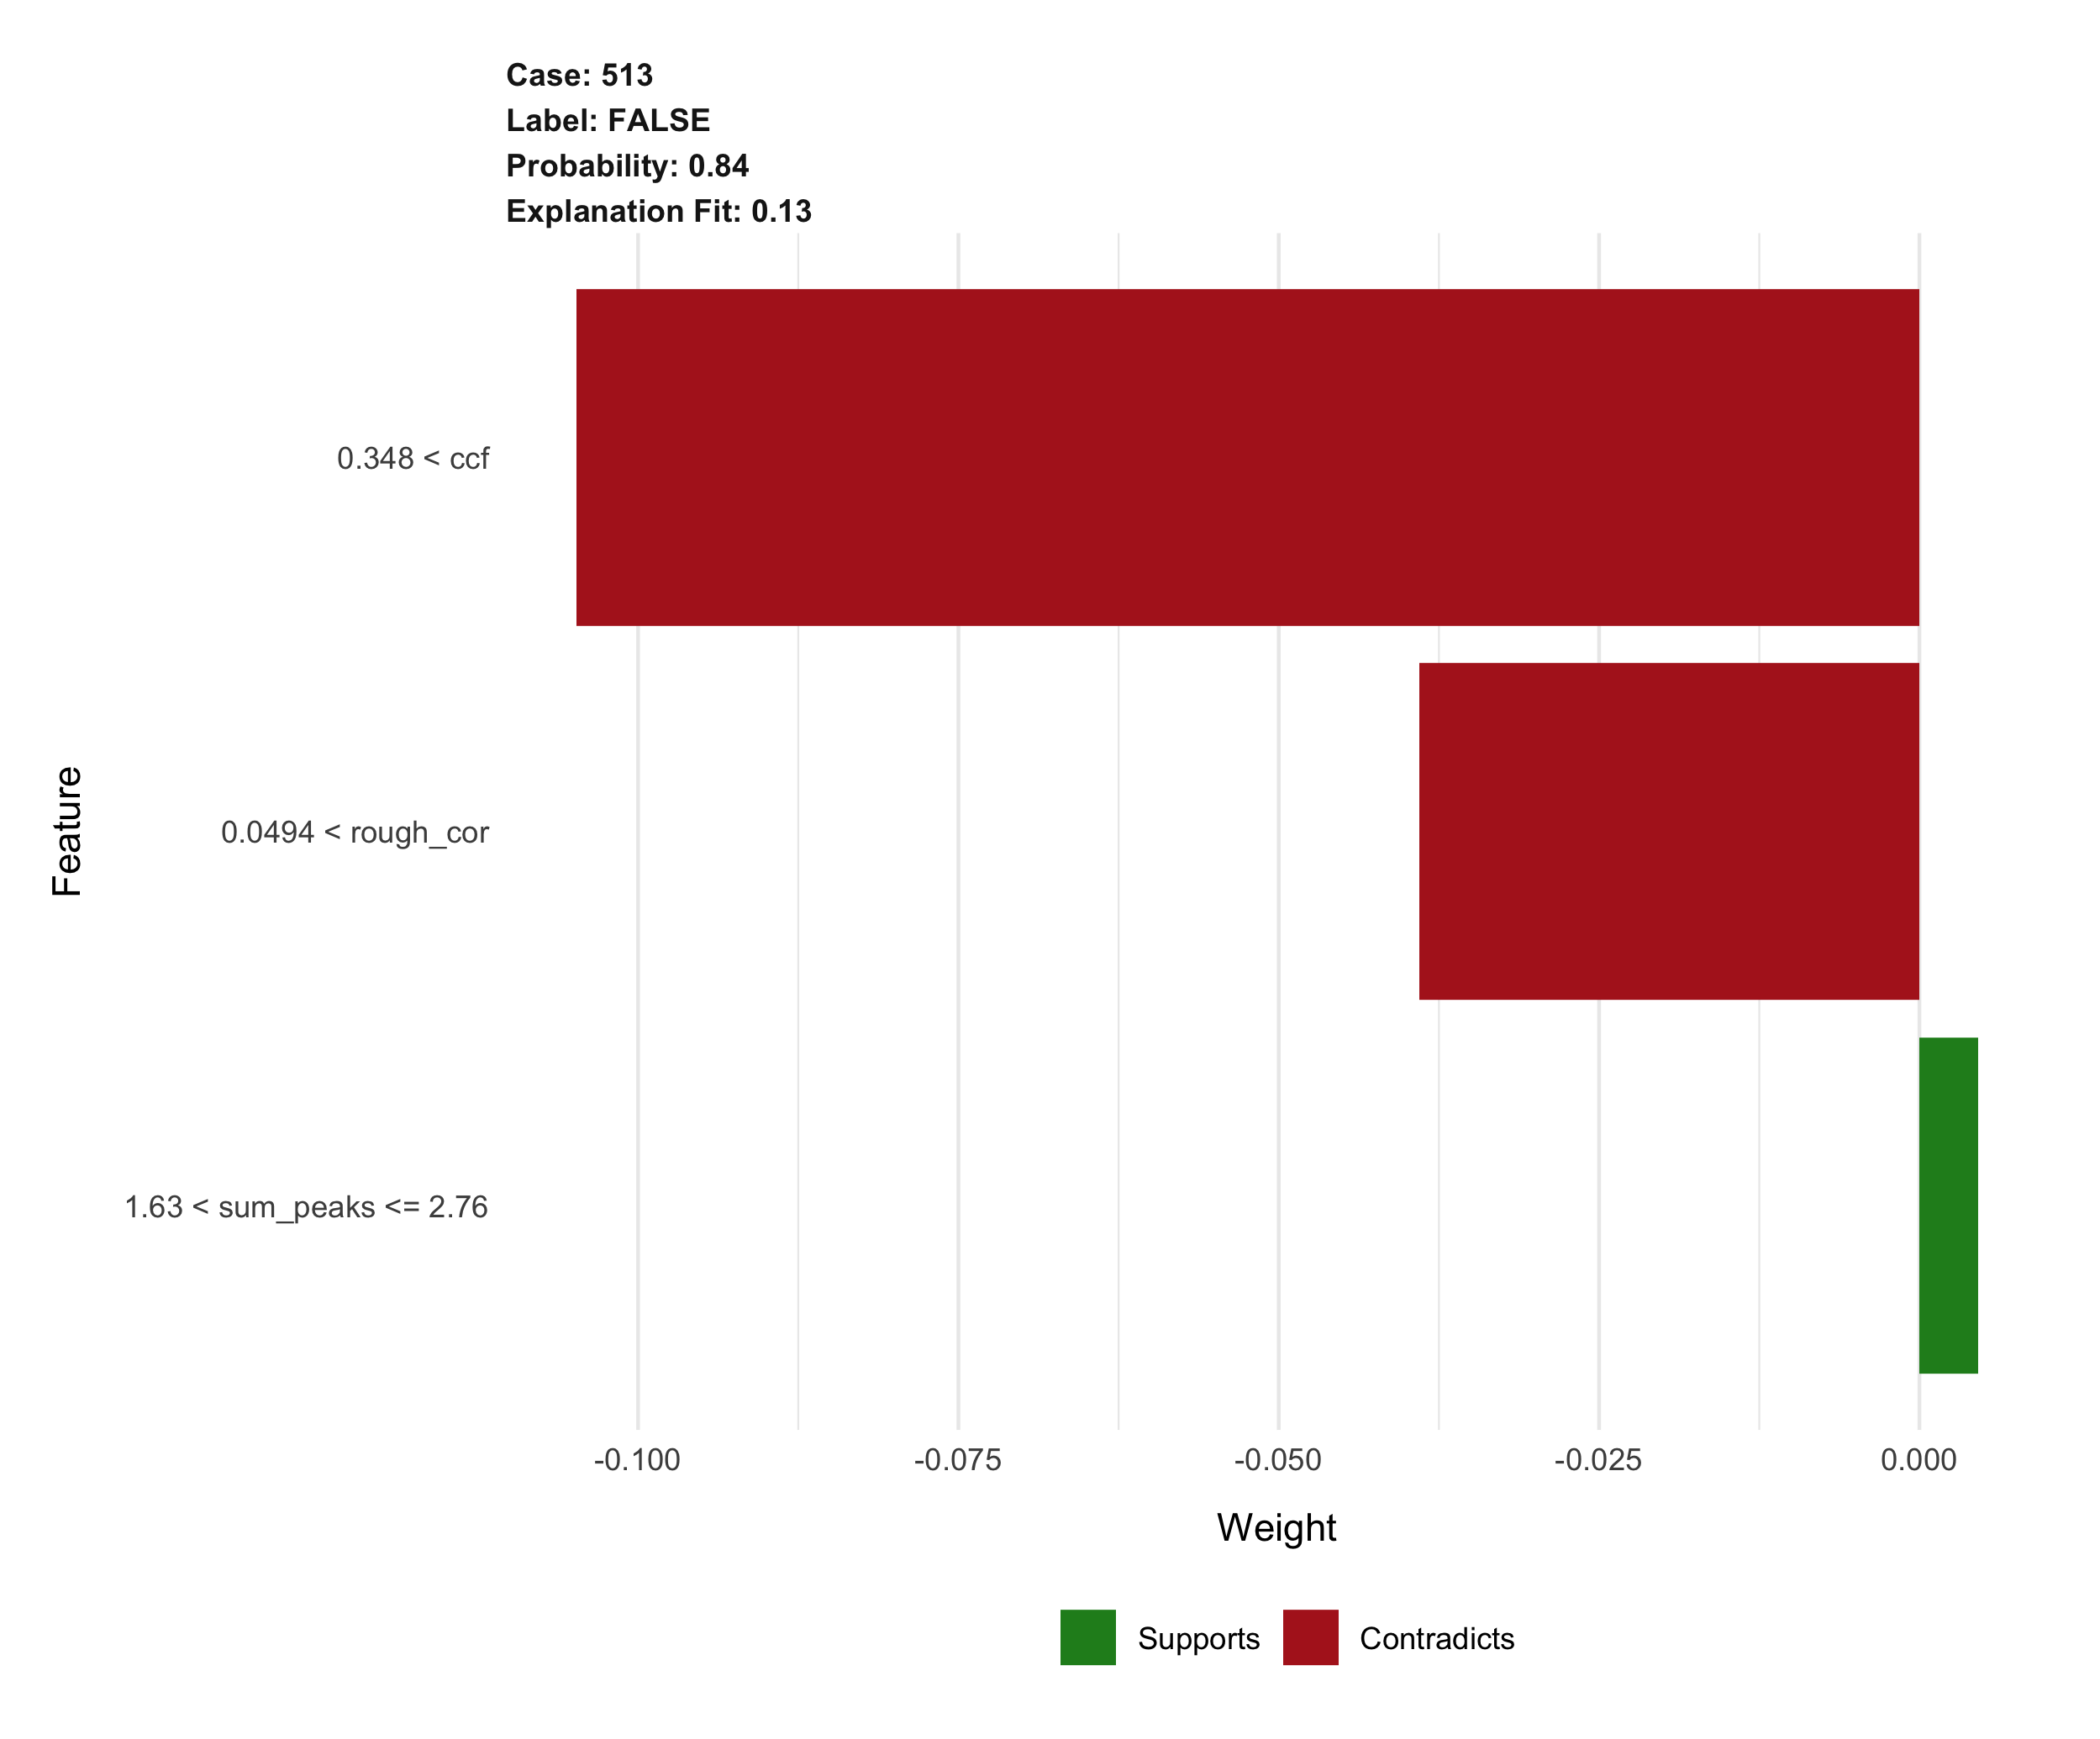 Case: 513
Label: FALSE
Probability: 0.84
Explanation Fit: 0.13
0.348 < ccf
0.0494 < rough_cor
1.63 < sum_peaks <= 2.76
Feature
-0.100 -0.075 -0.050 -0.025 0.000
Weight
Supports Contradicts